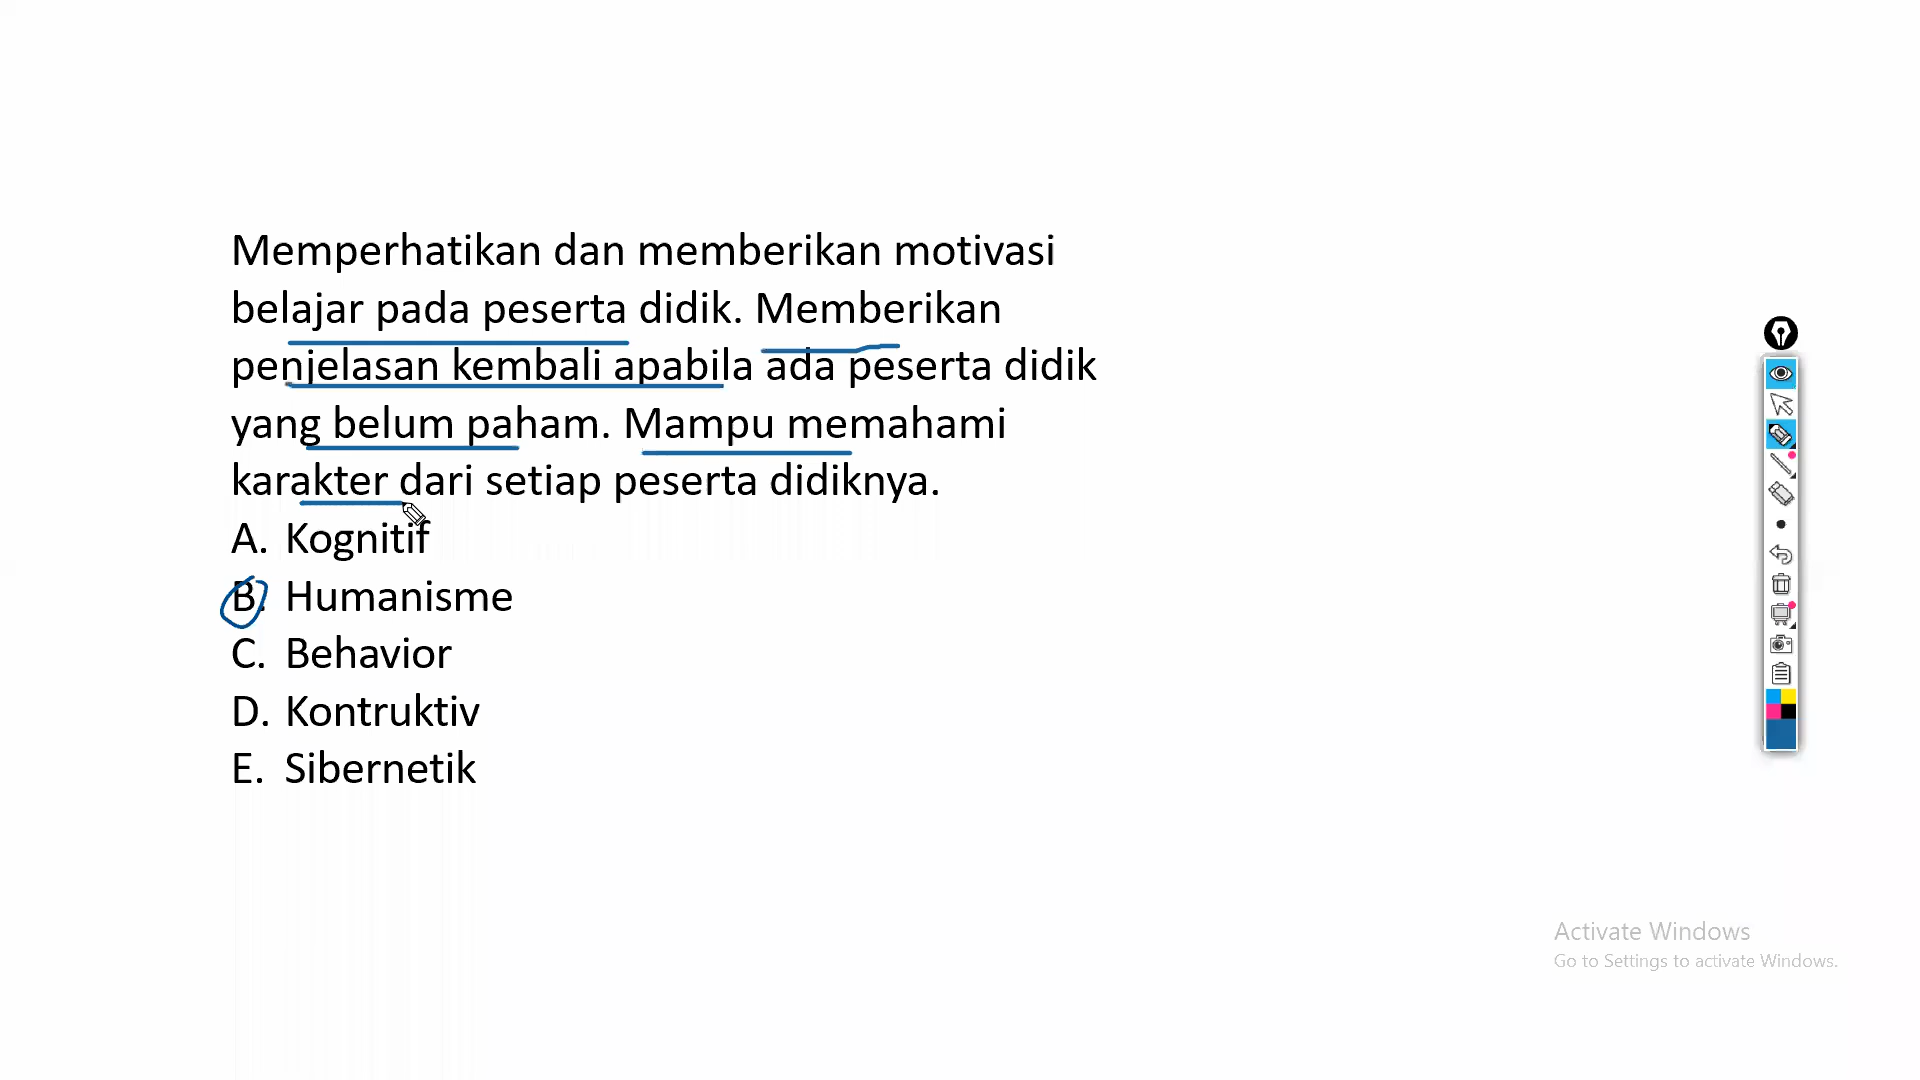 Memperhatikan dan memberikan motivasi
belajar pada peserta didik. Memberikan
penjelasan kembali apabila ada peserta didik
yang belum paham. Mampu memahami
karakter dari setiap peserta didiknya.
A. Kognitif
B. Humanisme
C. Behavior
D. Kontruktiv
E. Sibernetik
Activate Windows
Go to Settings to activate Windows.